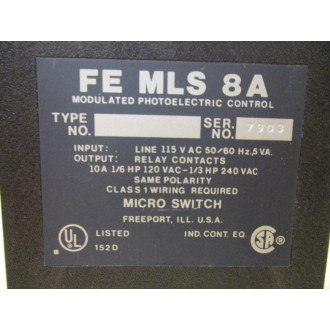 FE MLS 8A
MODULATED PHOTOELECTRIC CONTROL
TYPE NO. SER. NO. 7903
INPUT: LINE 115 V AC 50/60 Hz, 5 VA.
OUTPUT: RELAY CONTACTS
10A 1/6 HP 120 VAC-1/3 HP 240 VAC
SAME POLARITY
CLASS 1 WIRING REQUIRED
MICRO SWITCH
FREEPORT, ILL. U.S.A.
UL LISTED IND. CONT. EQ. SA
152D